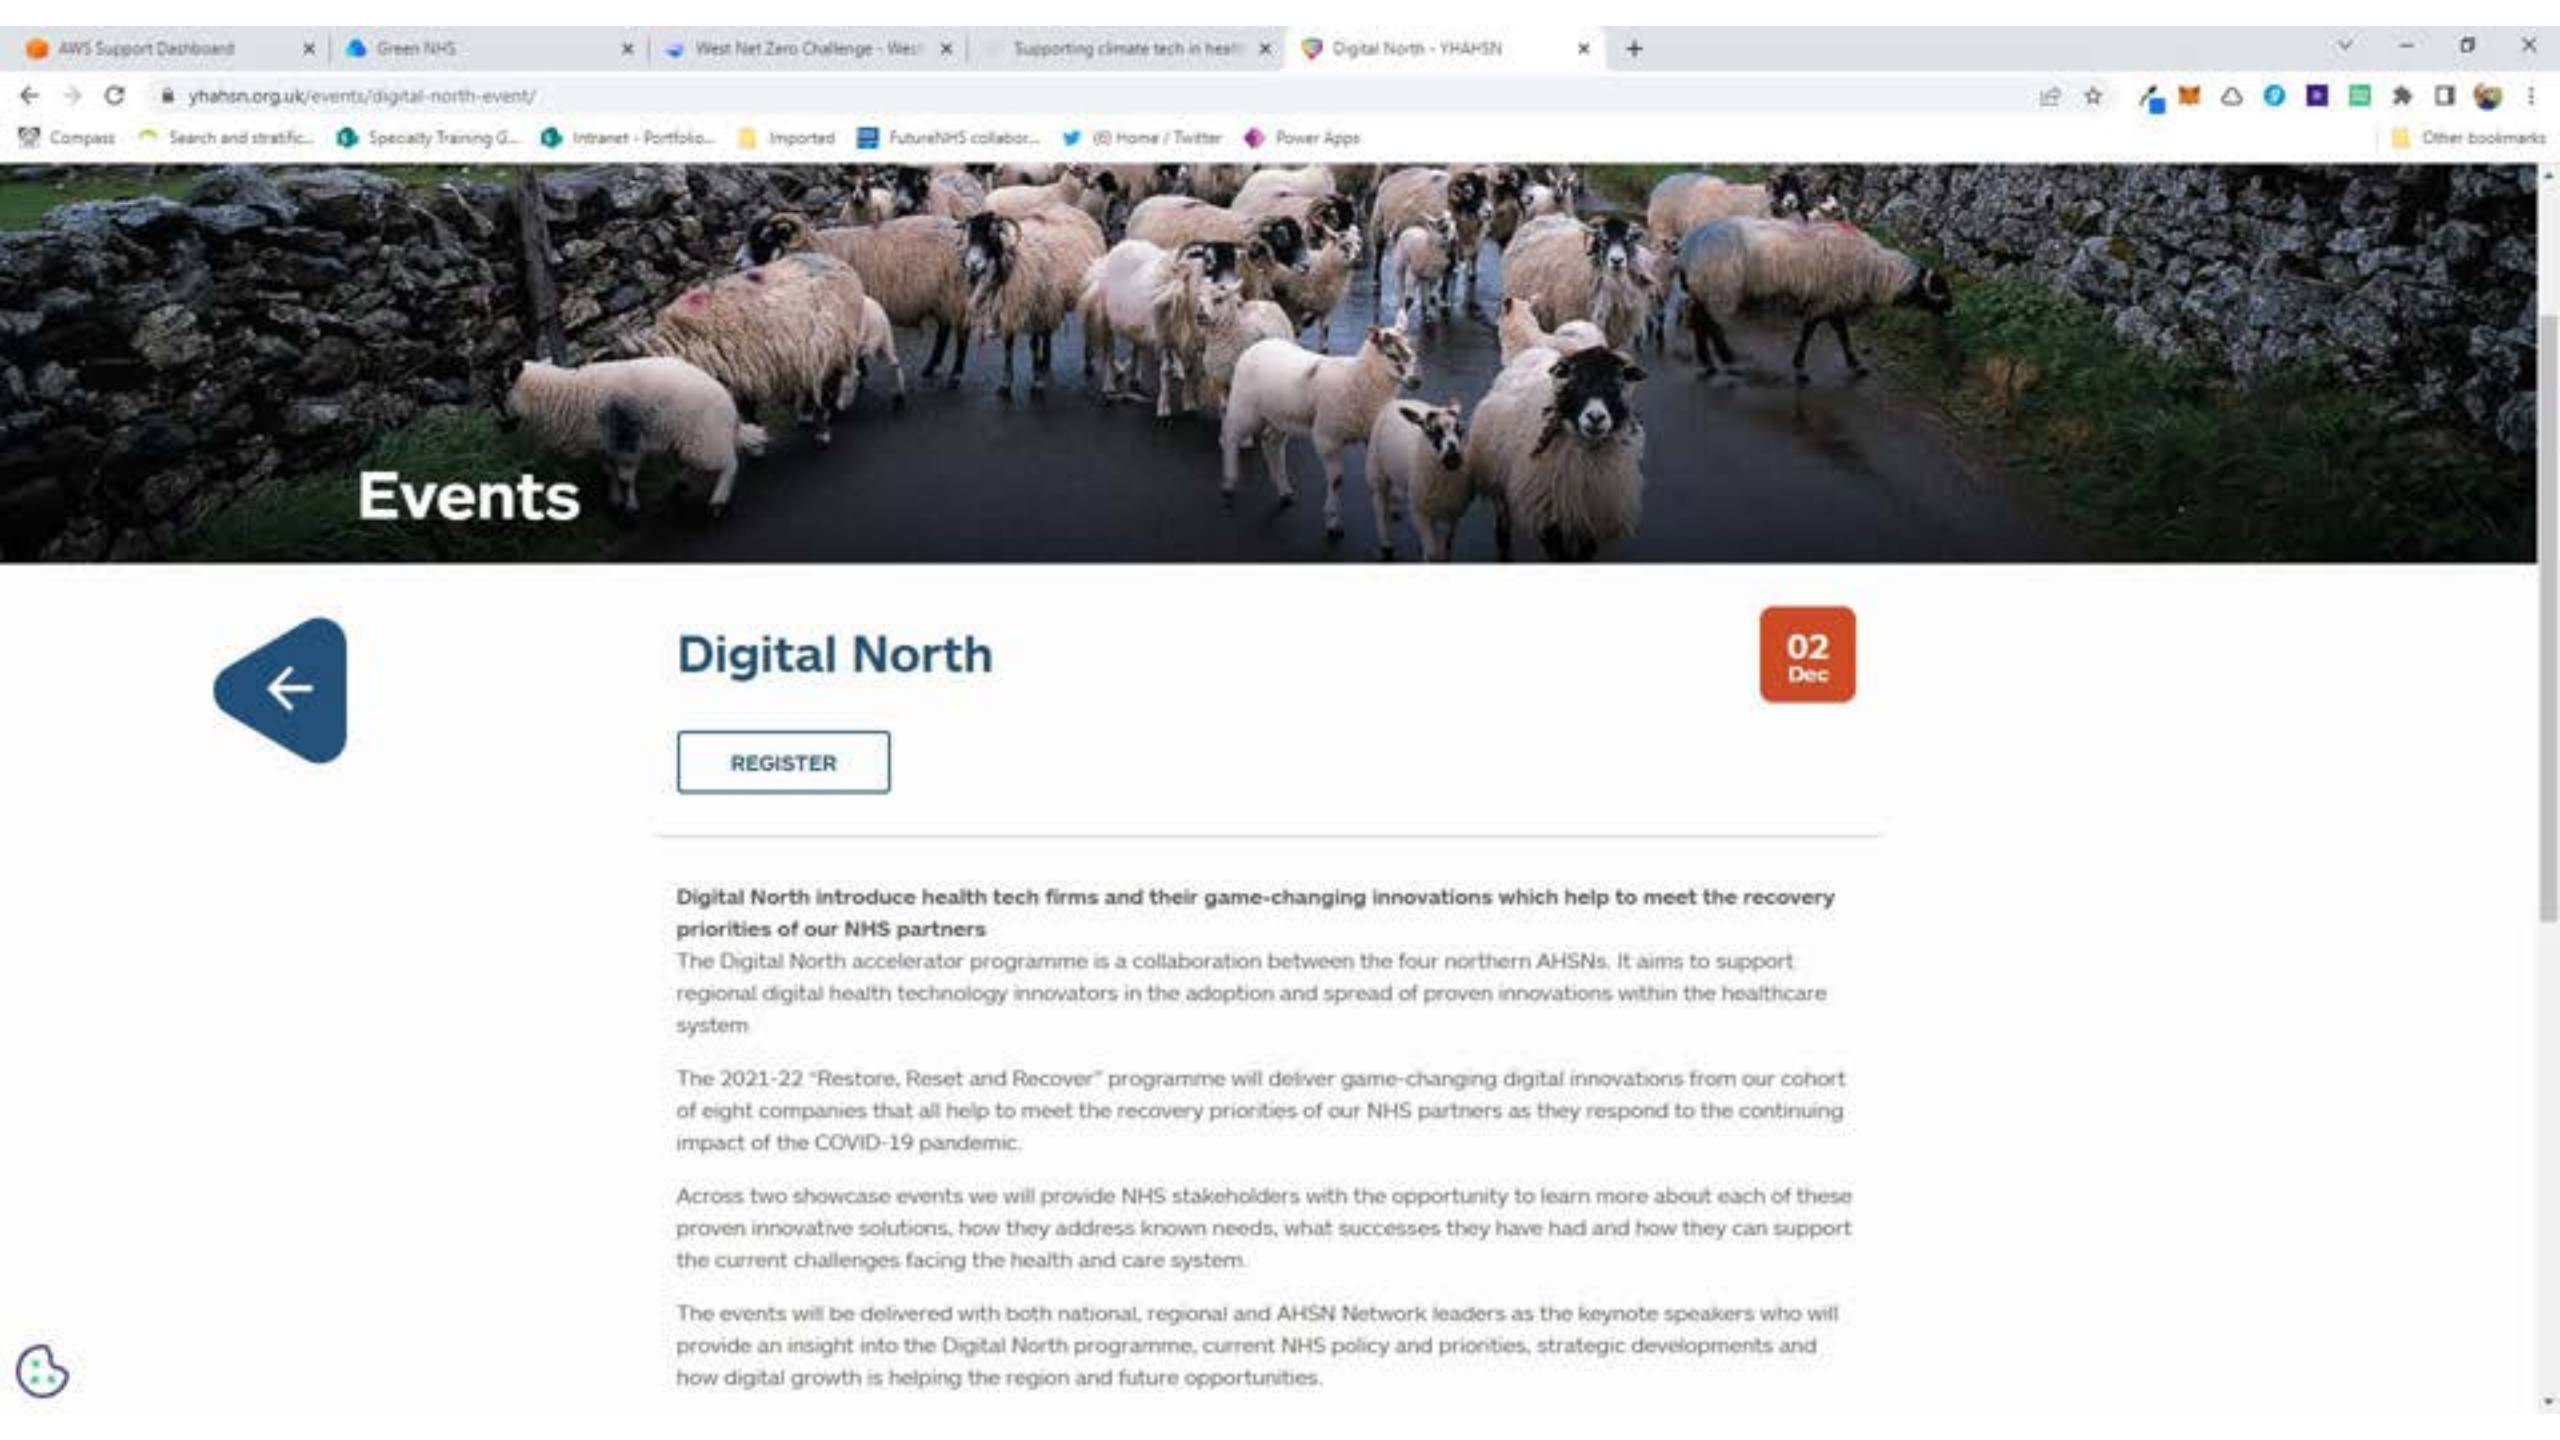 AWS Support Dashboard
Green NHS
West Net Zero Challenge - West
Supporting climate tech in healt
Digital North - YHAHSN
yhahsn.org.uk/events/digital-north-event/
Compass
Search and stratific...
Specialty Training G...
Intranet - Portfolio...
Imported
FutureNHS collabor...
(6) Home / Twitter
Power Apps
Other bookmarks
Events
Digital North
02
Dec
REGISTER
Digital North introduce health tech firms and their game-changing innovations which help to meet the recovery
priorities of our NHS partners
The Digital North accelerator programme is a collaboration between the four northern AHSNs. It aims to support
regional digital health technology innovators in the adoption and spread of proven innovations within the healthcare
system
The 2021-22 “Restore, Reset and Recover” programme will deliver game-changing digital innovations from our cohort
of eight companies that all help to meet the recovery priorities of our NHS partners as they respond to the continuing
impact of the COVID-19 pandemic.
Across two showcase events we will provide NHS stakeholders with the opportunity to learn more about each of these
proven innovative solutions, how they address known needs, what successes they have had and how they can support
the current challenges facing the health and care system.
The events will be delivered with both national, regional and AHSN Network leaders as the keynote speakers who will
provide an insight into the Digital North programme, current NHS policy and priorities, strategic developments and
how digital growth is helping the region and future opportunities.